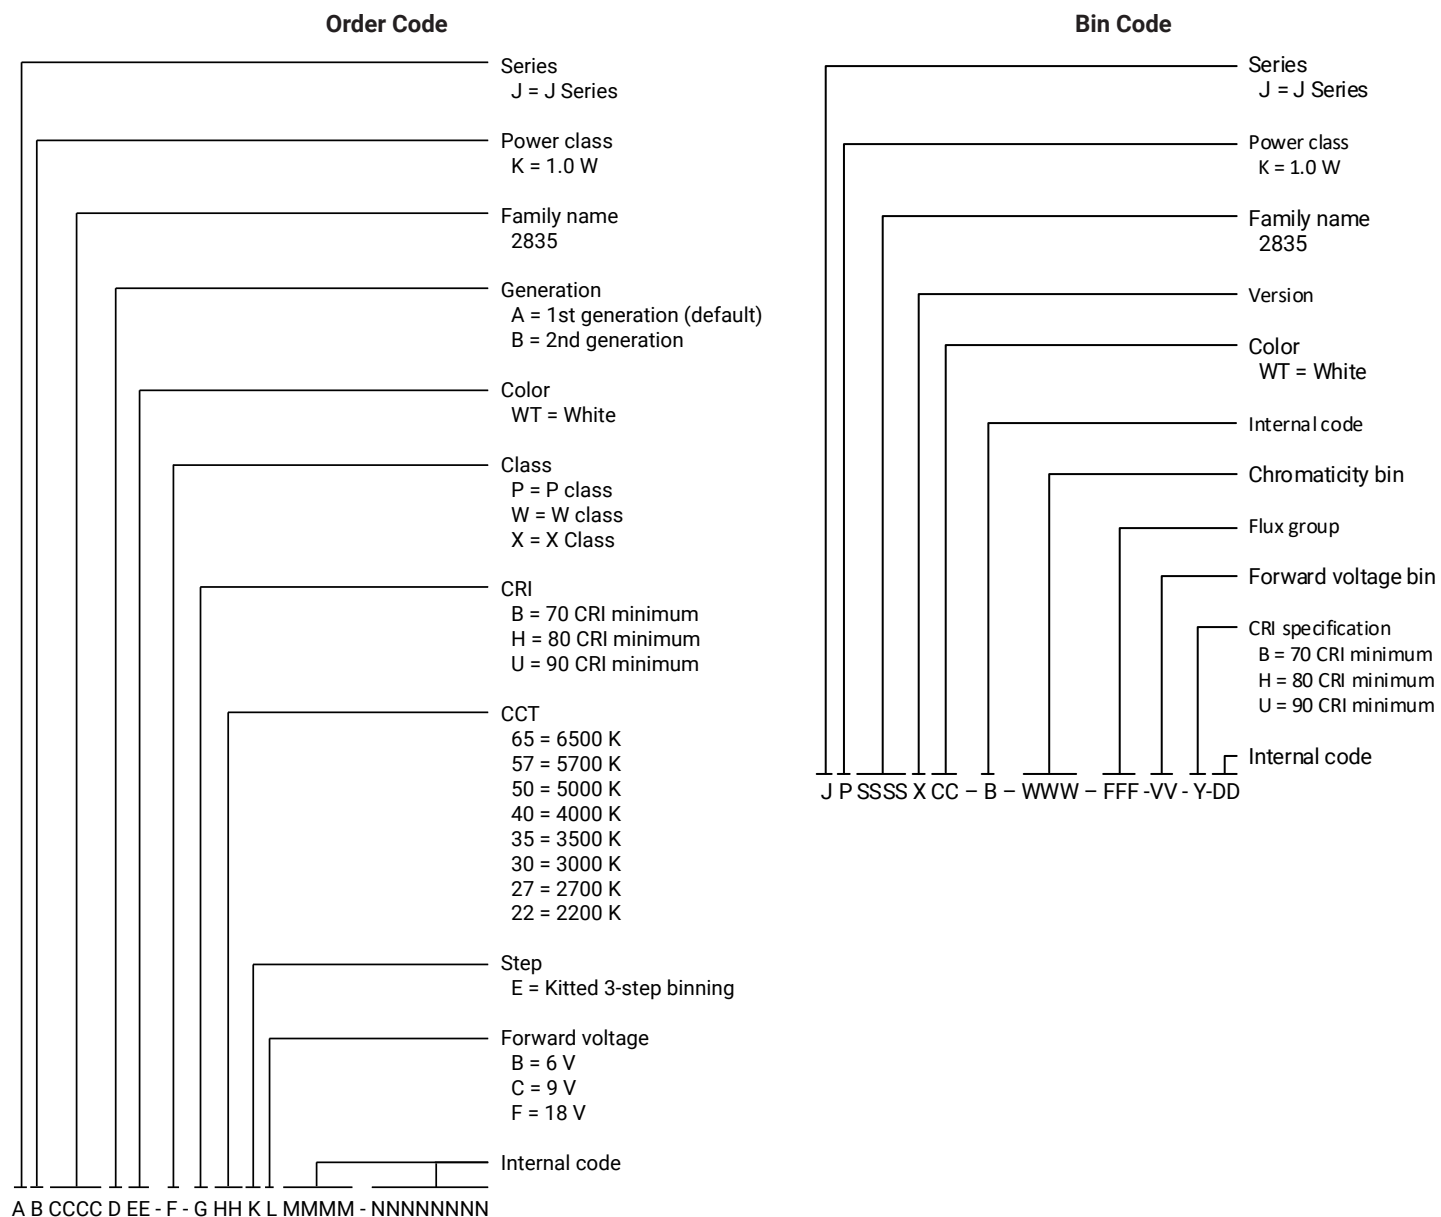 Order Code
Series
J = J Series
Power class
K = 1.0 W
Family name
2835
Generation
A = 1st generation (default)
B = 2nd generation
Color
WT = White
Class
P = P class
W = W class
X = X Class
CRI
B = 70 CRI minimum
H = 80 CRI minimum
U = 90 CRI minimum
CCT
65 = 6500 K
57 = 5700 K
50 = 5000 K
40 = 4000 K
35 = 3500 K
30 = 3000 K
27 = 2700 K
22 = 2200 K
Step
E = Kitted 3-step binning
Forward voltage
B = 6 V
C = 9 V
F = 18 V
Internal code
A B CCCC D EE - F - G HH K L MMMM - NNNNNNNN
Bin Code
Series
J = J Series
Power class
K = 1.0 W
Family name
2835
Version
Color
WT = White
Internal code
Chromaticity bin
Flux group
Forward voltage bin
CRI specification
B = 70 CRI minimum
H = 80 CRI minimum
U = 90 CRI minimum
Internal code
J P SSSS X CC – B – WWW – FFF -VV - Y-DD